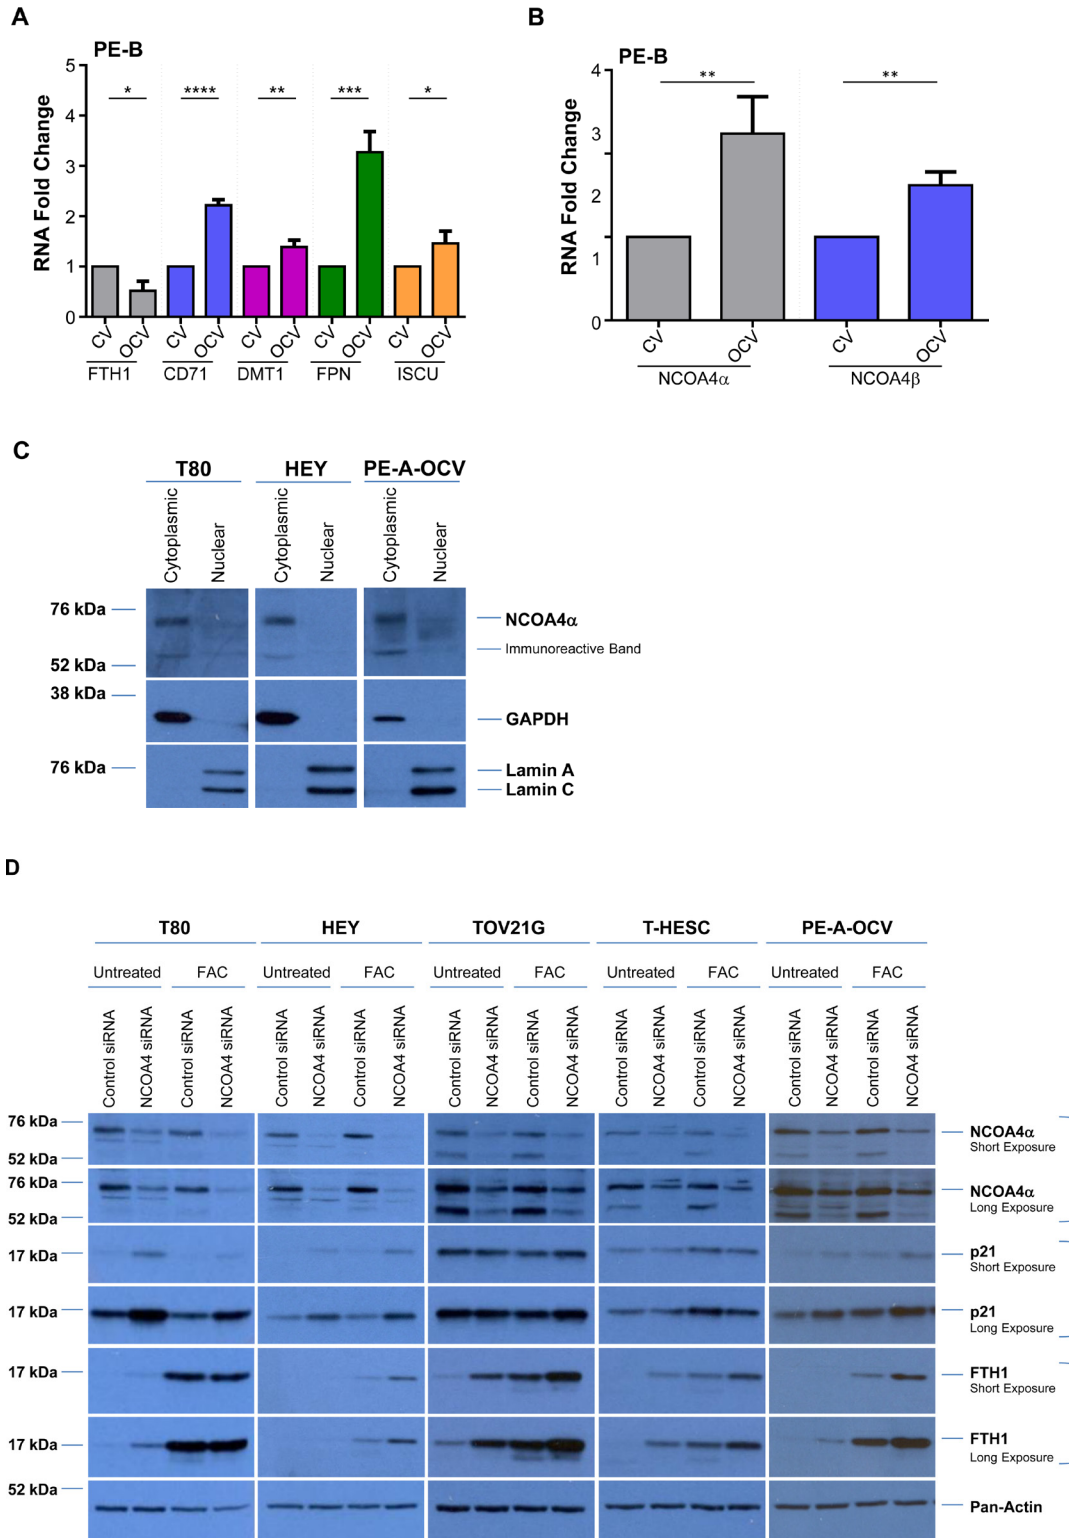 A
PE-B
RNA Fold Change
5
4
3
2
1
0
* **** ** *** *
CV OCV CV OCV CV OCV CV OCV CV OCV
FTH1 CD71 DMT1 FPN ISCU
B
PE-B
RNA Fold Change
4
3
2
1
0
** **
CV OCV CV OCV
NCOA4α NCOA4β
C
T80 HEY PE-A-OCV
Cytoplasmic Nuclear Cytoplasmic Nuclear Cytoplasmic Nuclear
76 kDa
NCOA4α
Immunoreactive Band
52 kDa
38 kDa
GAPDH
76 kDa
Lamin A
Lamin C
D
T80 HEY TOV21G T-HESC PE-A-OCV
Untreated FAC Untreated FAC Untreated FAC Untreated FAC Untreated FAC
Control siRNA NCOA4 siRNA Control siRNA NCOA4 siRNA Control siRNA NCOA4 siRNA Control siRNA NCOA4 siRNA Control siRNA NCOA4 siRNA Control siRNA NCOA4 siRNA Control siRNA NCOA4 siRNA Control siRNA NCOA4 siRNA Control siRNA NCOA4 siRNA Control siRNA NCOA4 siRNA
76 kDa
NCOA4α
Short Exposure
52 kDa
76 kDa
NCOA4α
Long Exposure
52 kDa
17 kDa
p21
Short Exposure
17 kDa
p21
Long Exposure
17 kDa
FTH1
Short Exposure
17 kDa
FTH1
Long Exposure
52 kDa
Pan-Actin